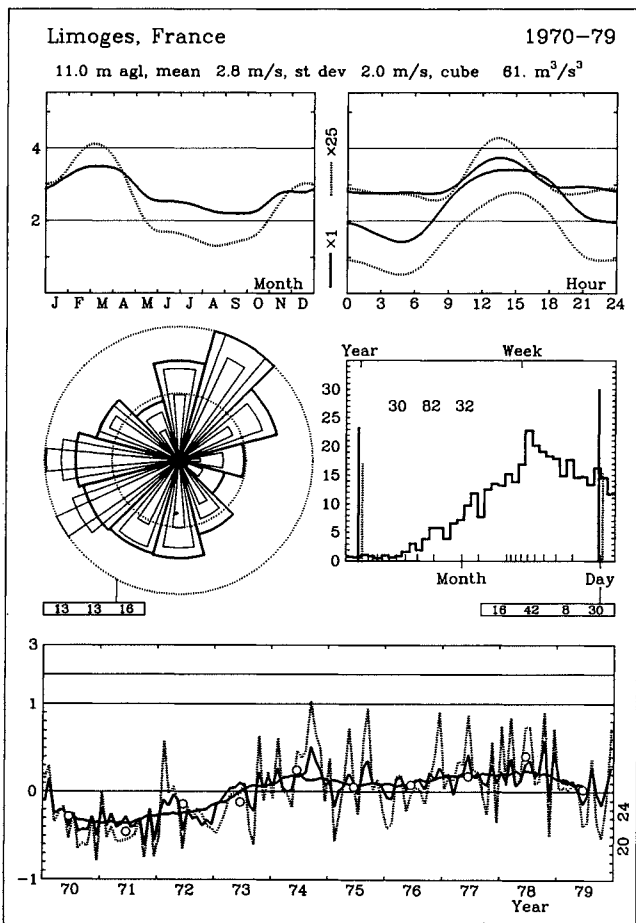 Limoges, France 1970-79
11.0 m agl, mean 2.8 m/s, st dev 2.0 m/s, cube 61. m³/s³
4
2
Month
J F M A M J J A S O N D
×1 ×25
Hour
0 3 6 9 12 15 18 21 24
Year Week
35
30
25
20
15
10
5
0
30 82 32
Month Day
13 13 16
16 42 8 30
3
1
0
-1
70 71 72 73 74 75 76 77 78 79
Year
20 24